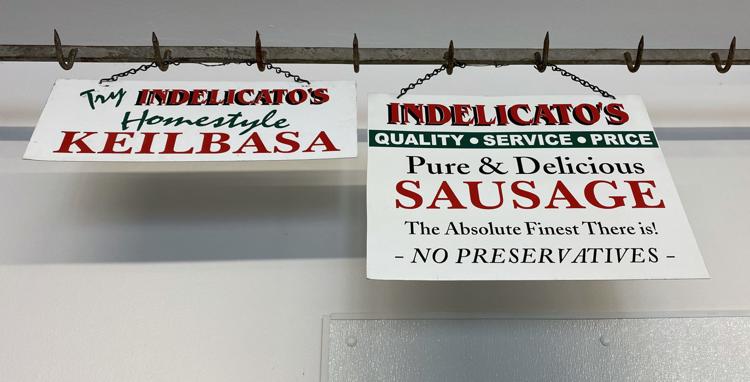 Try INDELICATO'S
Homestyle
KEILBASA
INDELICATO'S
QUALITY • SERVICE • PRICE
Pure & Delicious
SAUSAGE
The Absolute Finest There is!
- NO PRESERVATIVES -